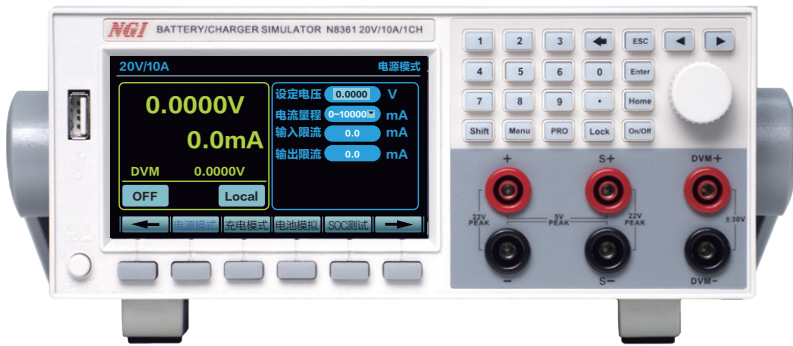 NGI BATTERY/CHARGER SIMULATOR N8361 20V/10A/1CH
20V/10A 电源模式
0.0000V
0.0mA
DVM 0.0000V
OFF Local
设定电压 0.0000 V
电流量程 0~10000 mA
输入限流 0.0 mA
输出限流 0.0 mA
电源模式 充电模式 电池模拟 SOC测试
1 2 3 ESC
4 5 6 0 Enter
7 8 9 · Home
Shift Menu PRO Lock On/Off
+ S+ DVM+
22V PEAK
5V PEAK
22V PEAK
±30V
− S− DVM−